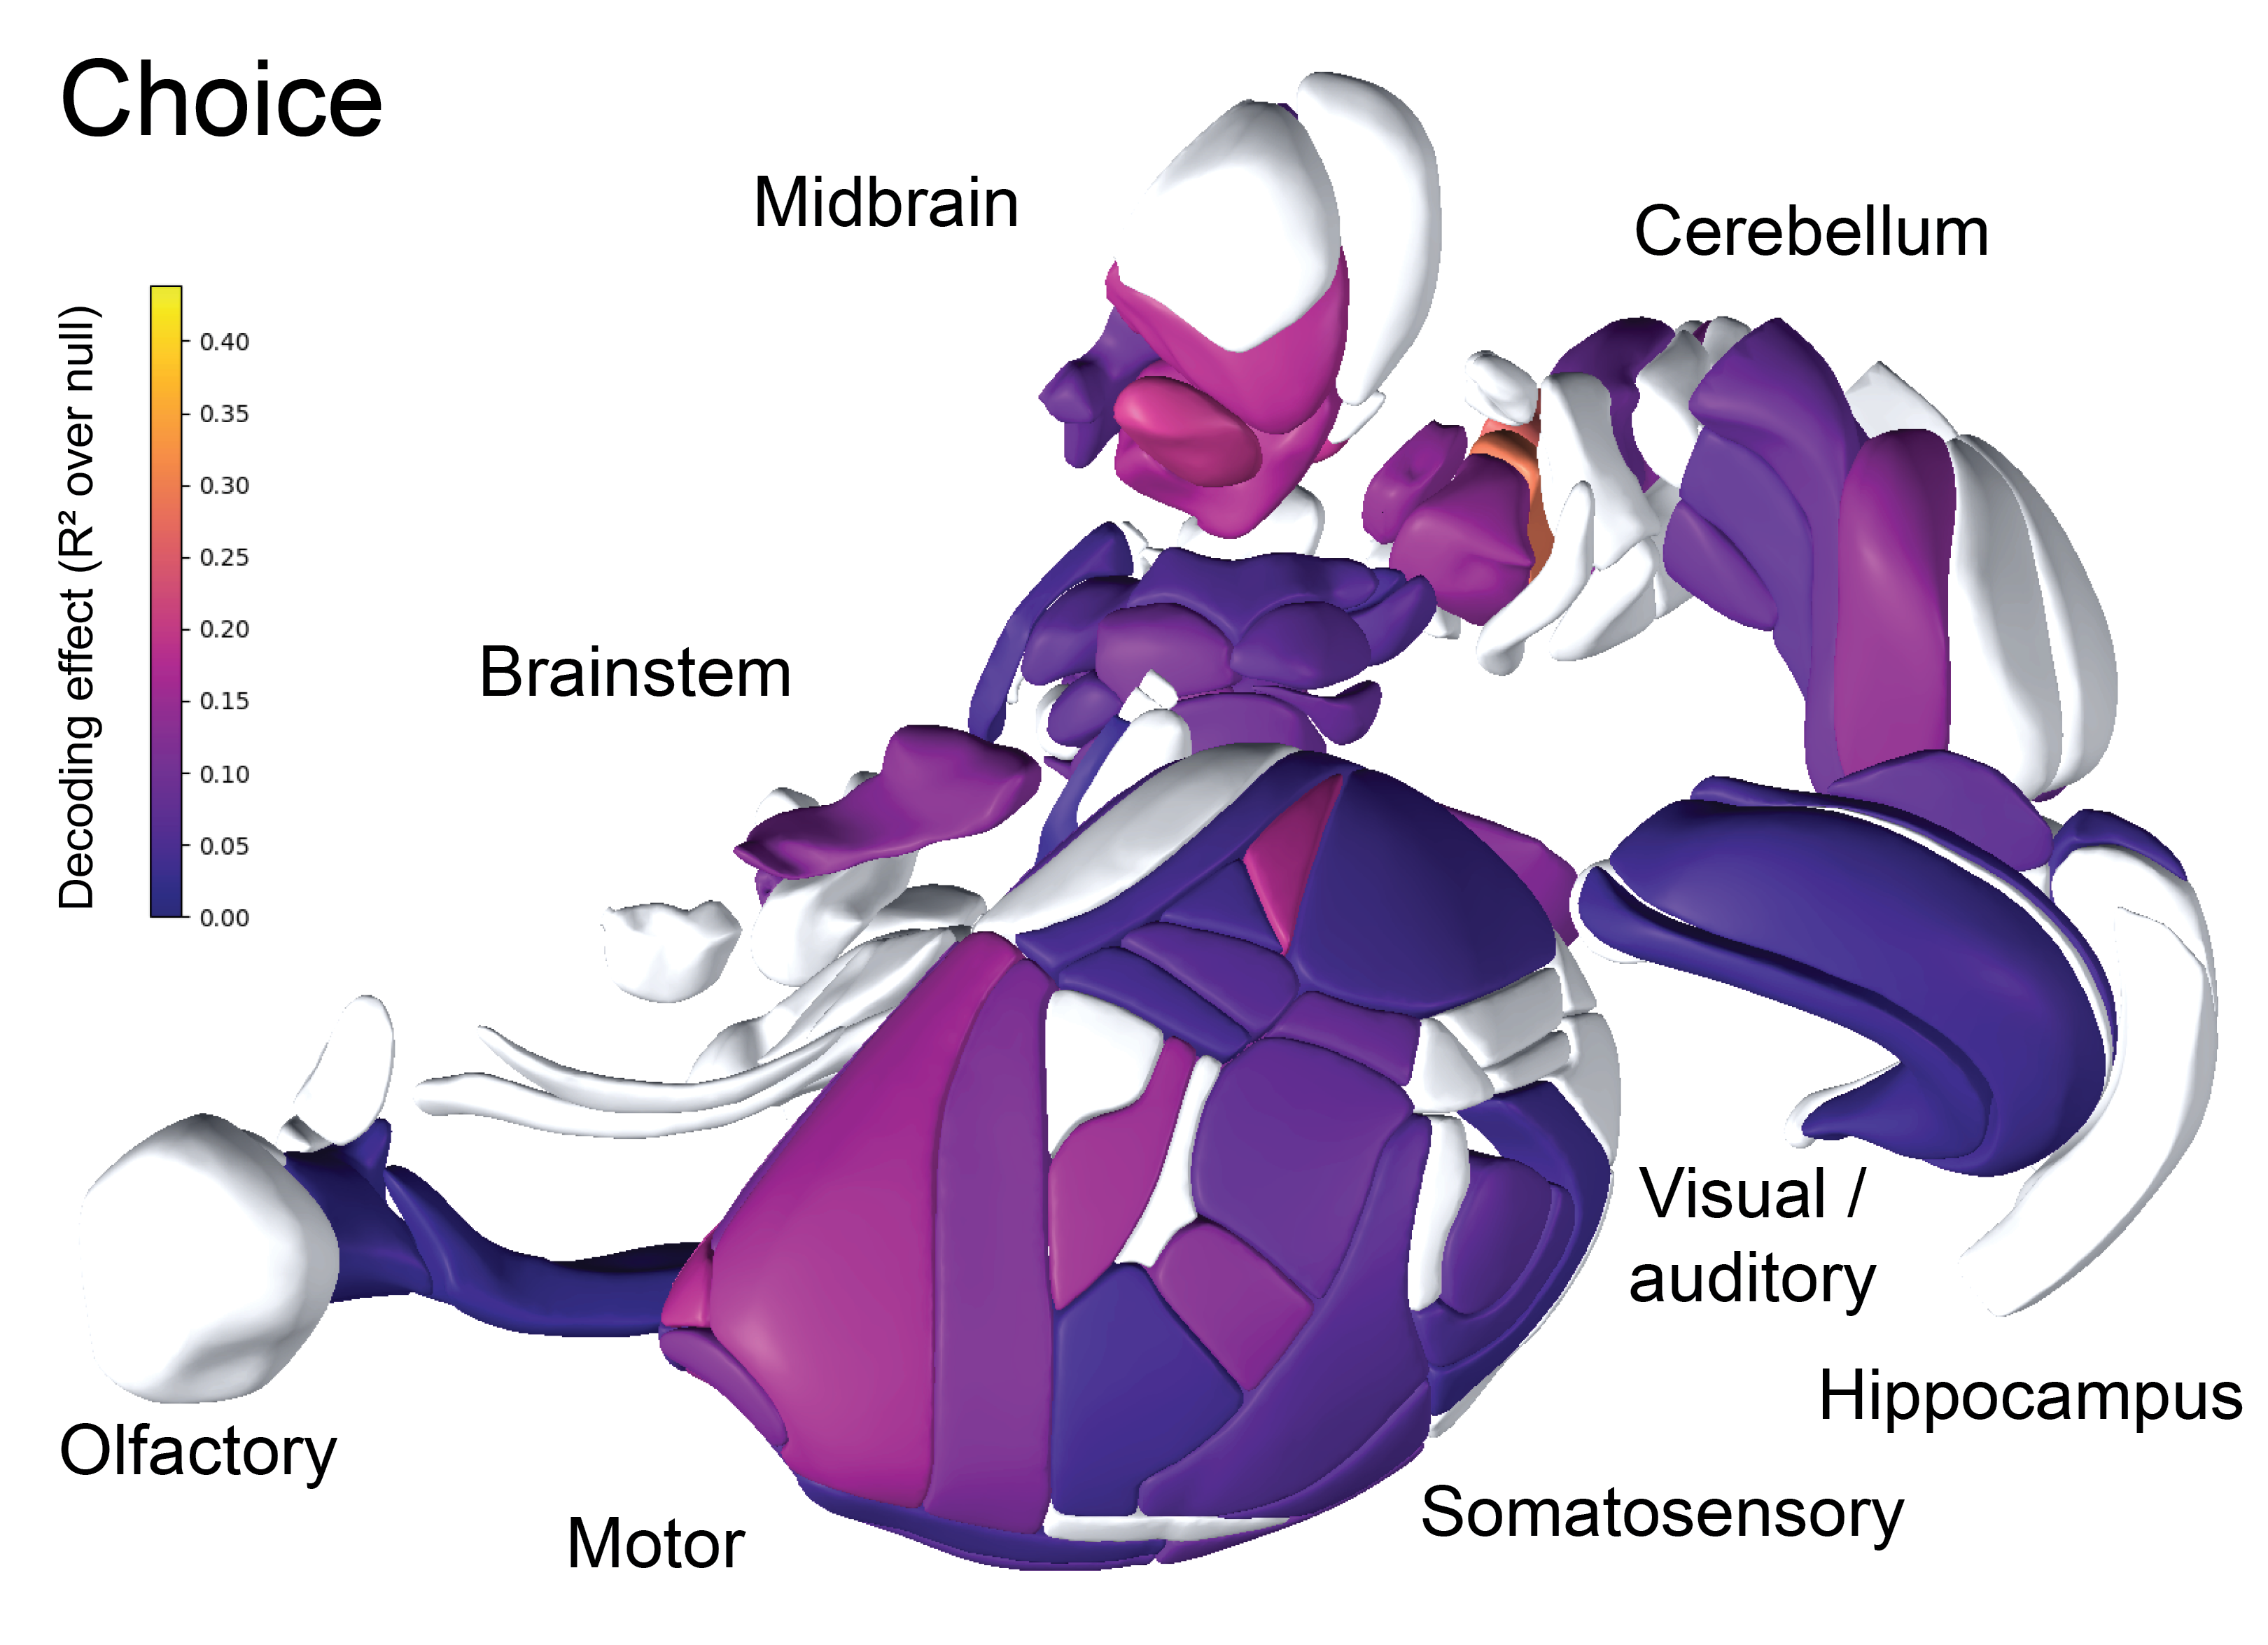 Choice
Midbrain
Cerebellum
Decoding effect (R² over null)
0.40
0.35
0.30
0.25
0.20
0.15
0.10
0.05
0.00
Brainstem
Visual /
auditory
Hippocampus
Olfactory
Somatosensory
Motor